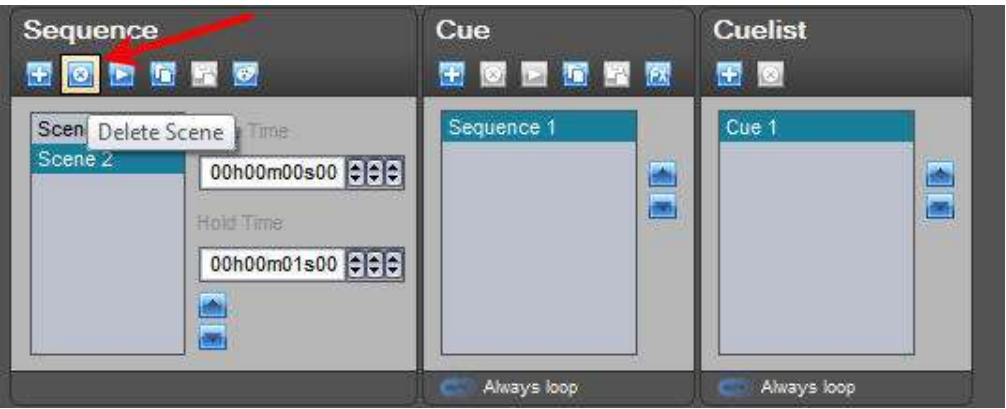 Sequence
Delete Scene
Scen
Time
Scene 2
00h00m00s00
Hold Time
00h00m01s00
Cue
FX
Sequence 1
Always loop
Cuelist
Cue 1
Always loop